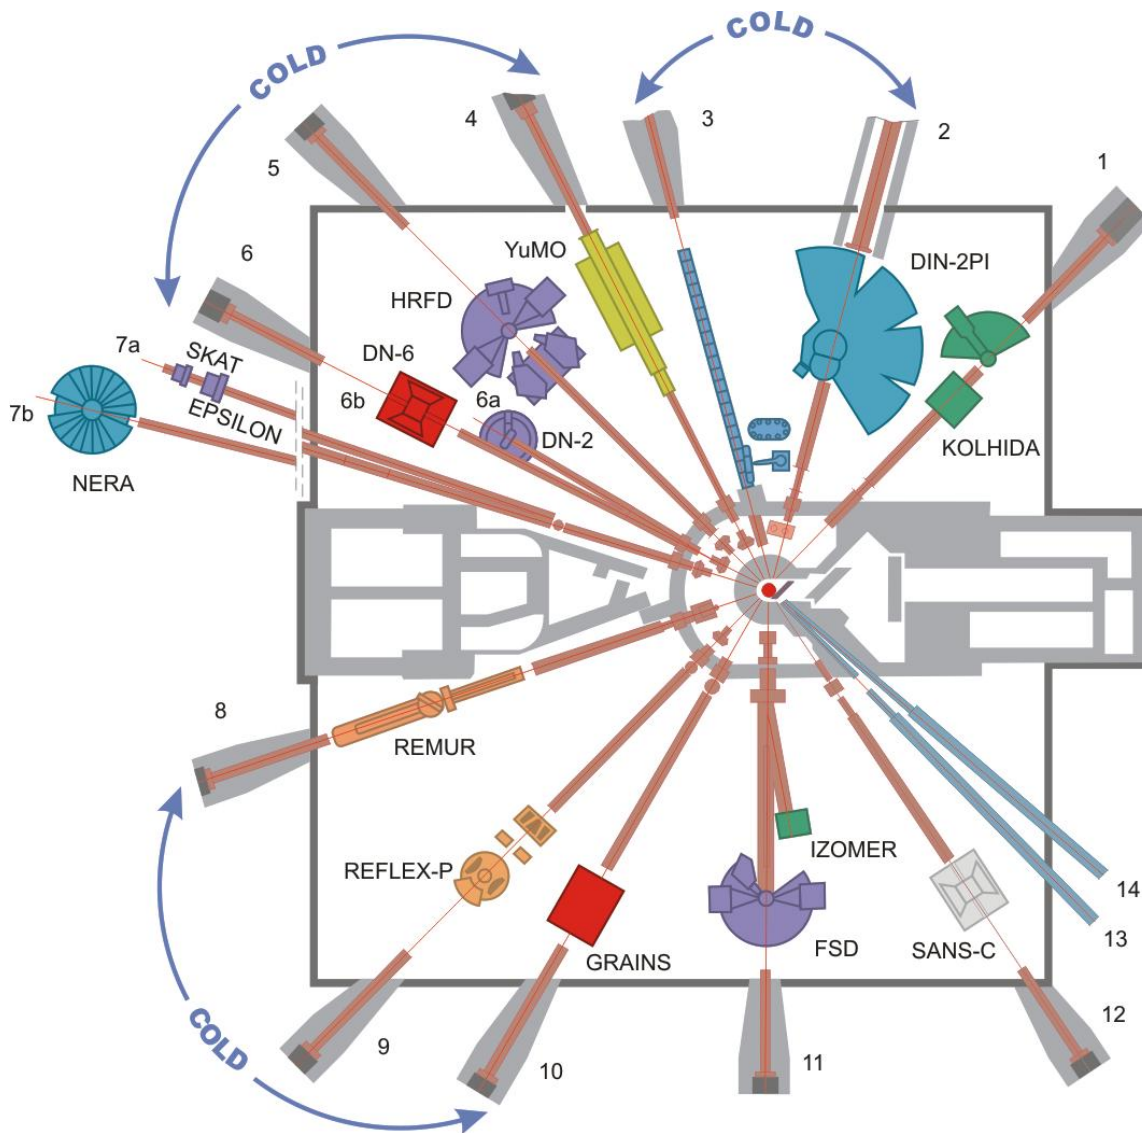 COLD
COLD
4
3
2
1
5
YuMO
DIN-2PI
6
HRFD
7a
SKAT
DN-6
7b
EPSILON
6b
6a
DN-2
KOLHIDA
NERA
8
REMUR
IZOMER
REFLEX-P
14
13
GRAINS
FSD
SANS-C
COLD
9
10
11
12